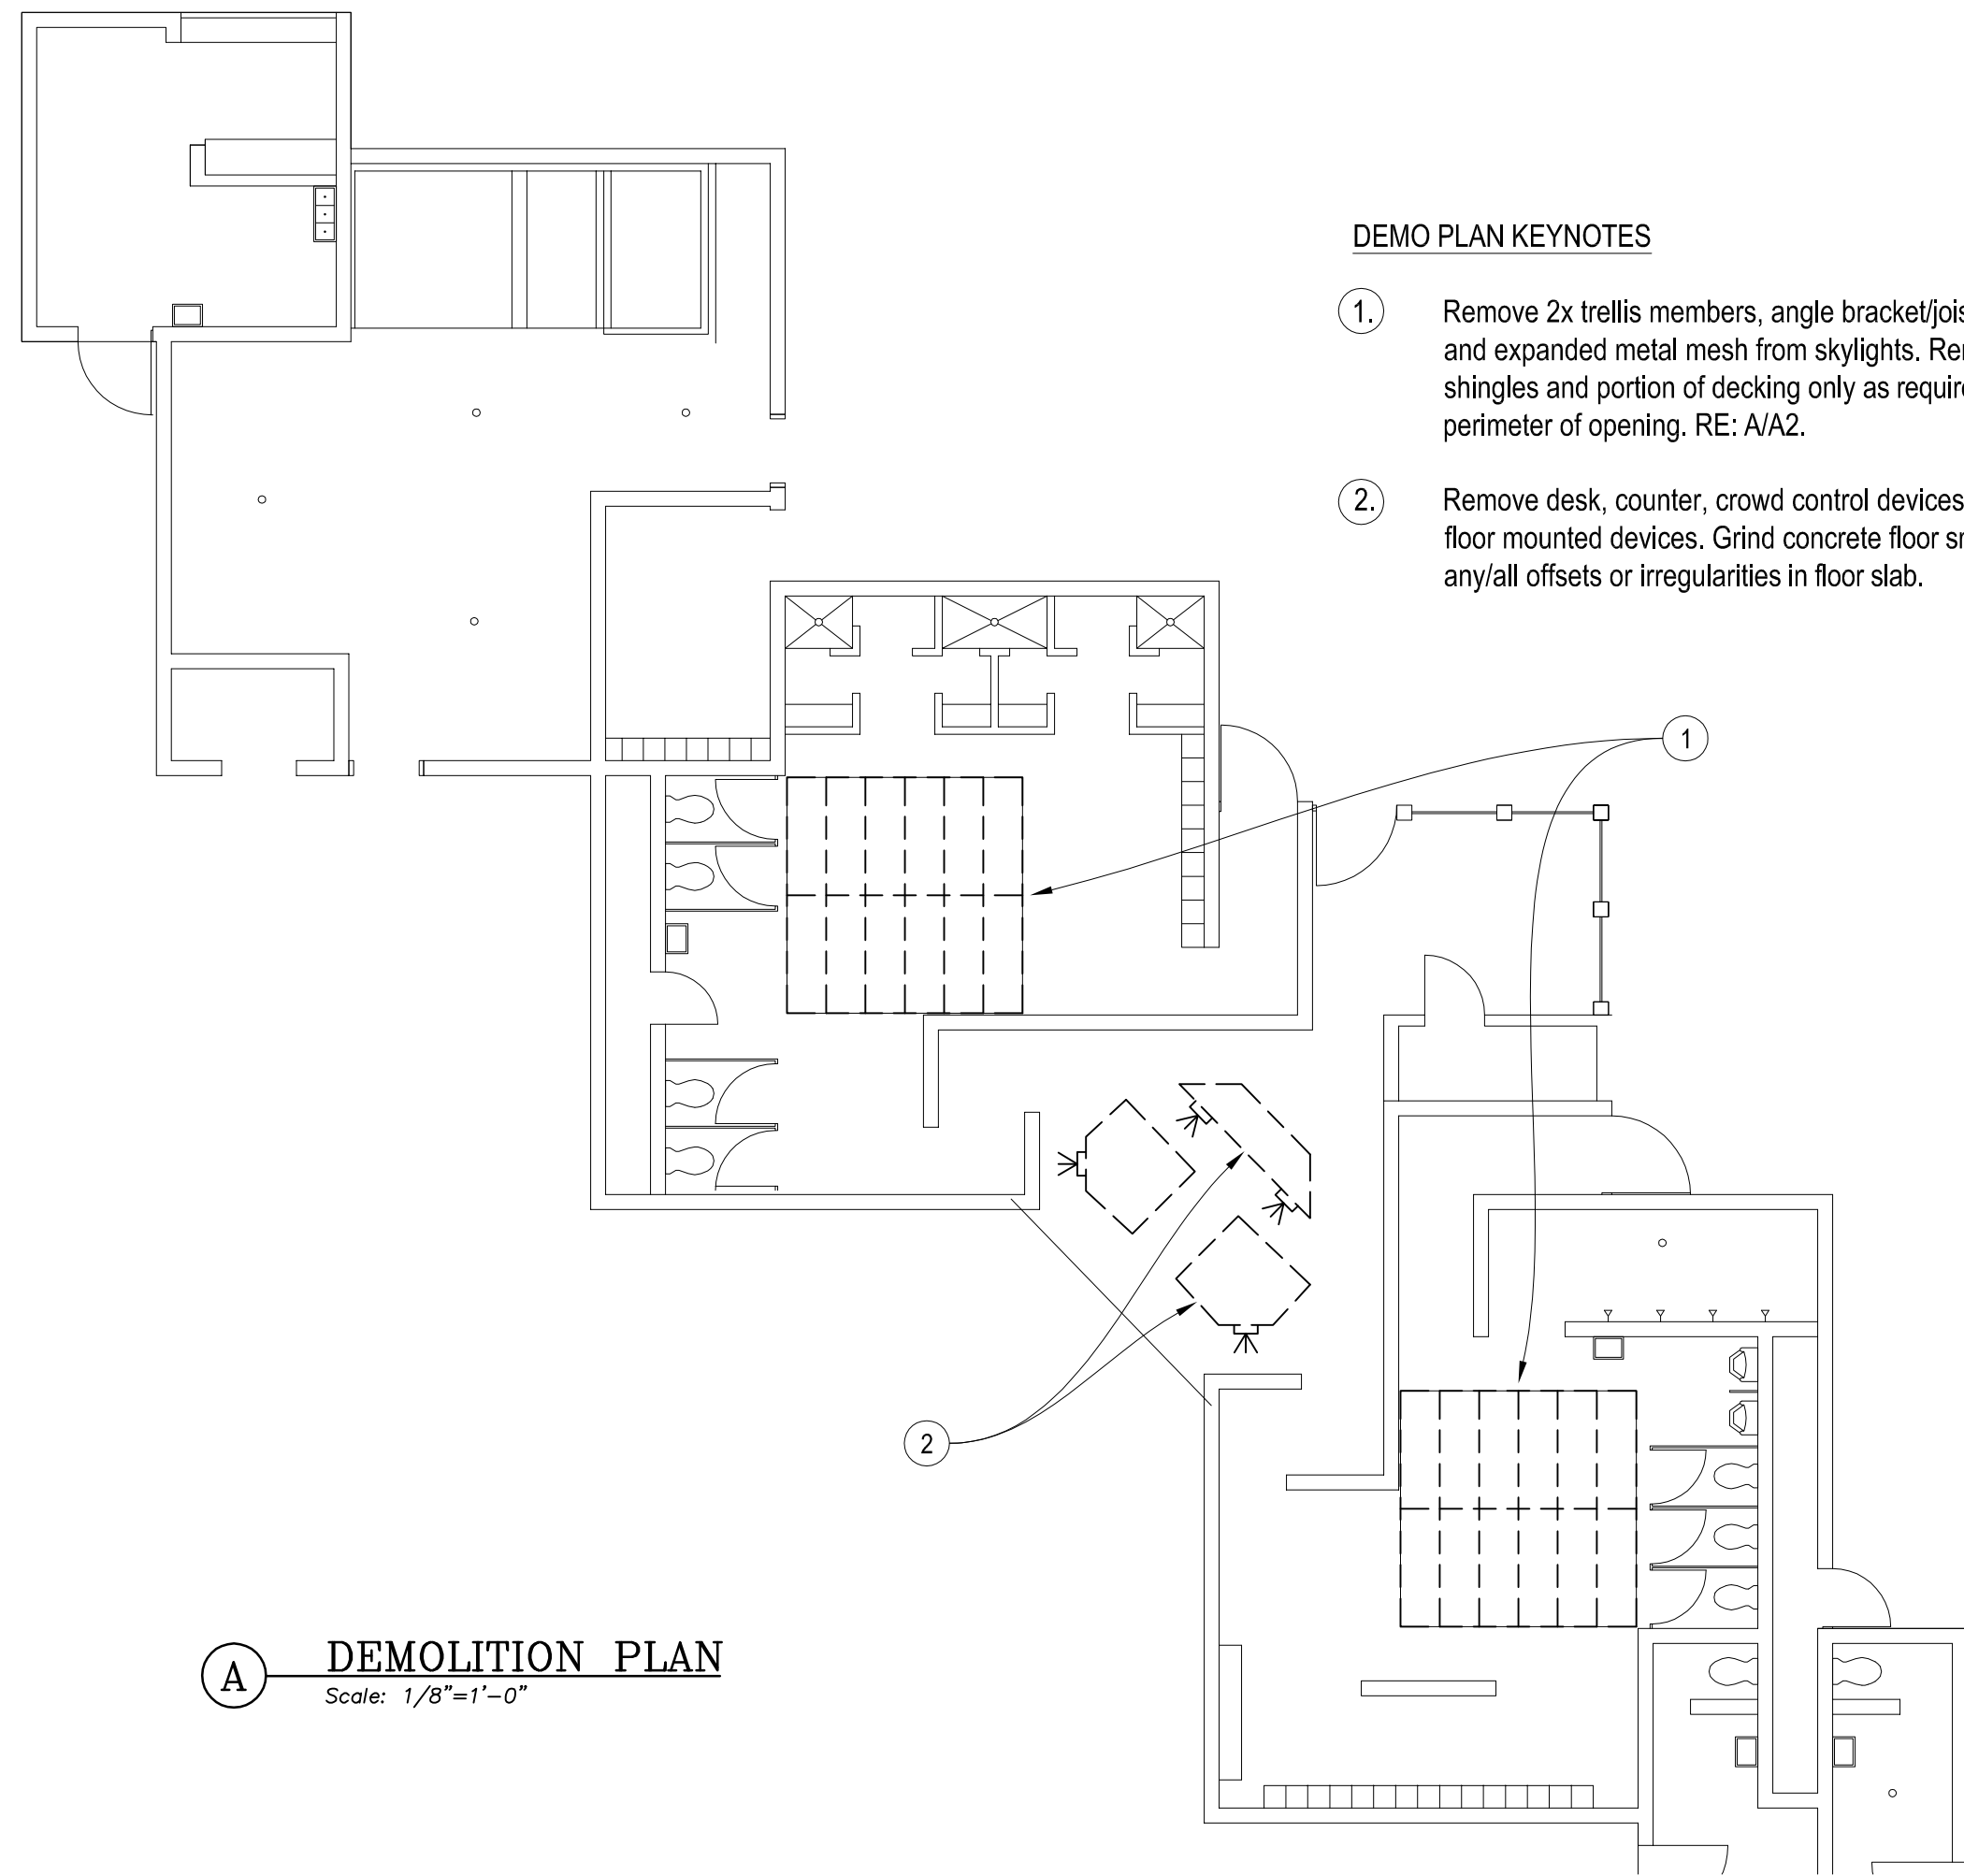 DEMO PLAN KEYNOTES
1. Remove 2x trellis members, angle bracket/
and expanded metal mesh from skylights.
shingles and portion of decking only as
perimeter of opening. RE: A/A2.
2. Remove desk, counter, crowd control devices
floor mounted devices. Grind concrete floor
any/all offsets or irregularities in floor slab.
1
2
A DEMOLITION PLAN
Scale: 1/8"=1'-0"